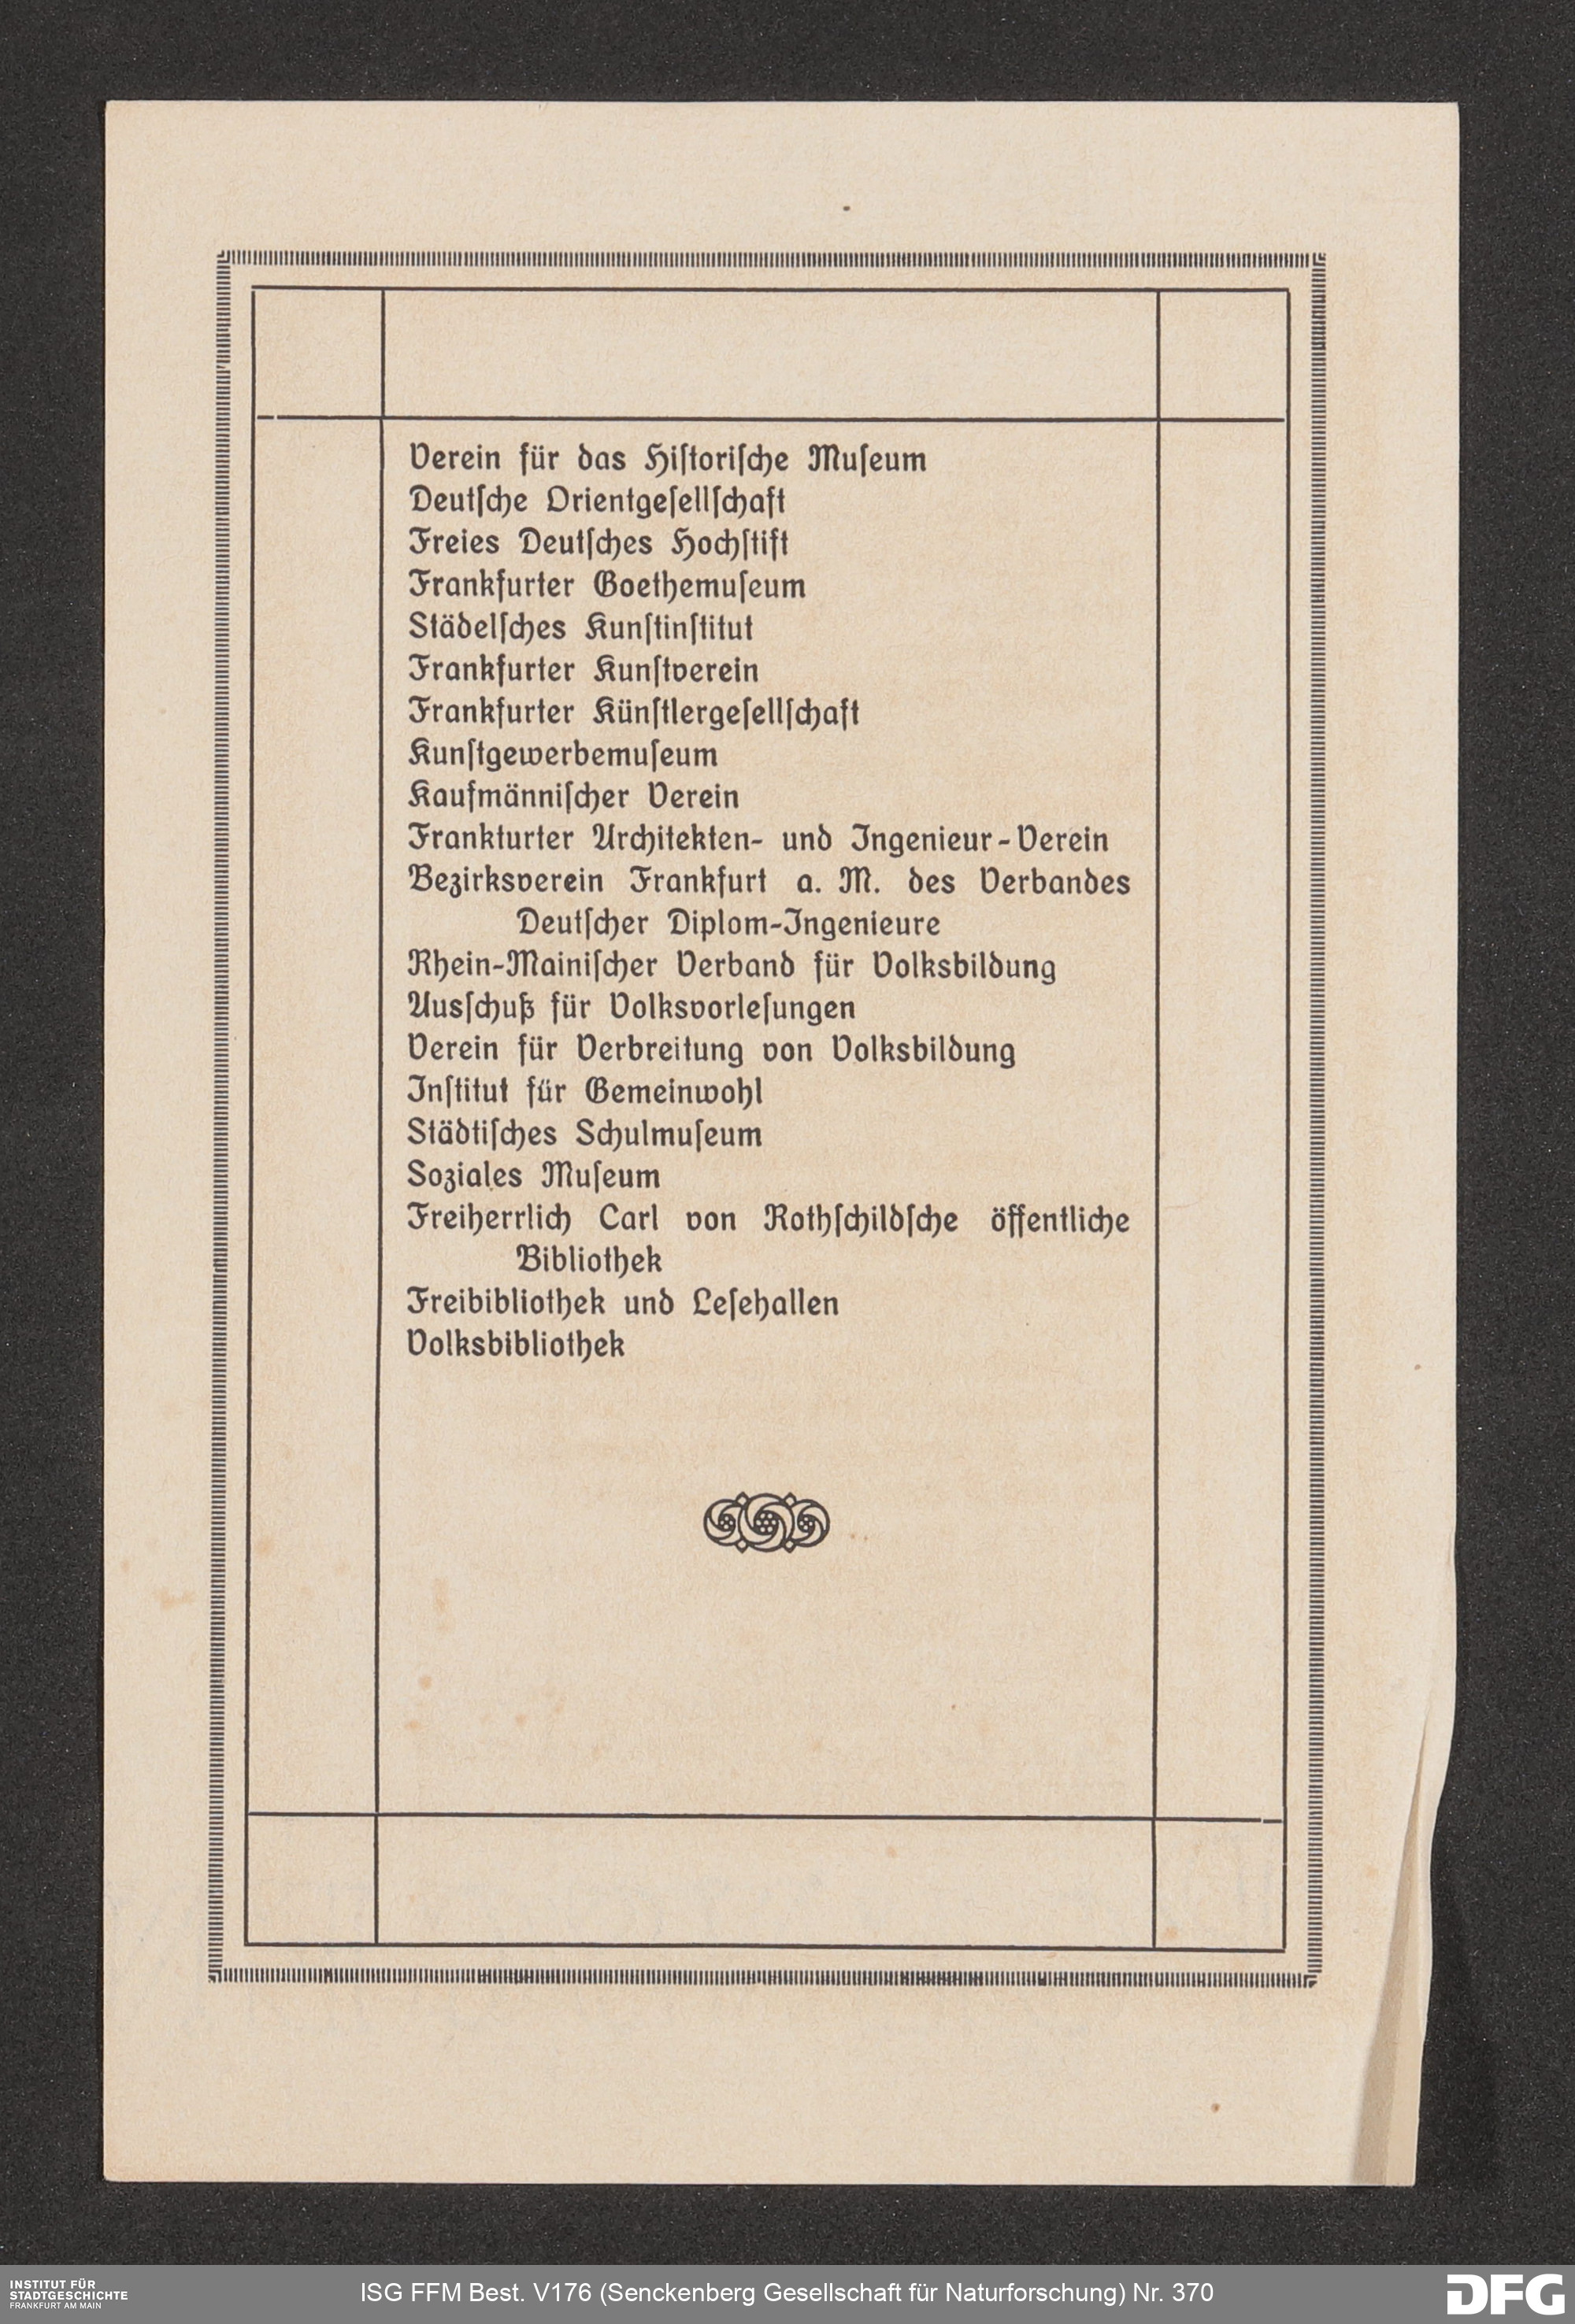 Verein für das Hiſtoriſche Muſeum
Deutſche Orientgeſellſchaft
Freies Deutſches Hochſtift
Frankfurter Goethemuſeum
Städelſches Kunſtinſtitut
Frankfurter Kunſtverein
Frankfurter Künſtlergeſellſchaft
Kunſtgewerbemuſeum
Kaufmänniſcher Verein
Frankturter Architekten- und Ingenieur-Verein
Bezirksverein Frankfurt a. M. des Verbandes
Deutſcher Diplom-Ingenieure
Rhein-Mainiſcher Verband für Volksbildung
Ausſchuß für Volksvorleſungen
Verein für Verbreitung von Volksbildung
Inſtitut für Gemeinwohl
Städtiſches Schulmuſeum
Soziales Muſeum
Freiherrlich Carl von Rothſchildſche öffentliche
Bibliothek
Freibibliothek und Leſehallen
Volksbibliothek
INSTITUT FÜR
STADTGESCHICHTE
FRANKFURT AM MAIN
ISG FFM Best. V176 (Senckenberg Gesellschaft für Naturforschung) Nr. 370
DFG